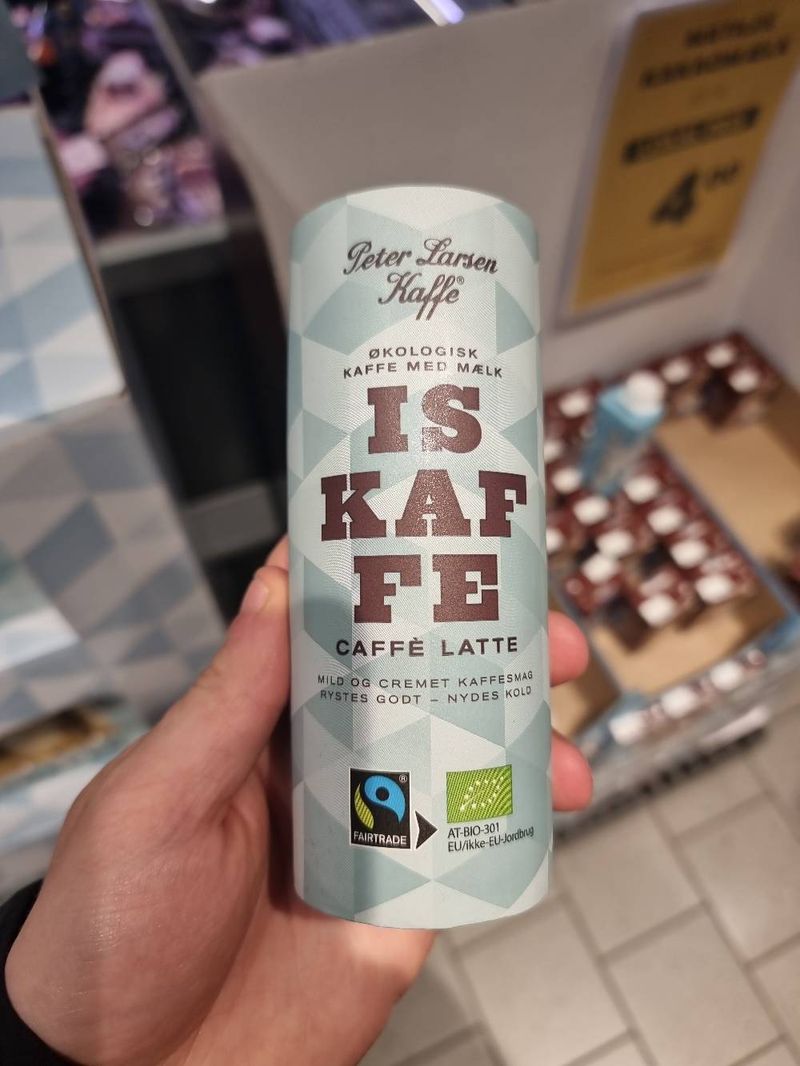 Peter Larsen
Kaffe®
ØKOLOGISK
KAFFE MED MÆLK
IS
KAF
FE
CAFFÈ LATTE
MILD OG CREMET KAFFESMAG
RYSTES GODT – NYDES KOLD
FAIRTRADE
®
AT-BIO-301
EU/ikke-EU-Jordbrug
4⁰⁰